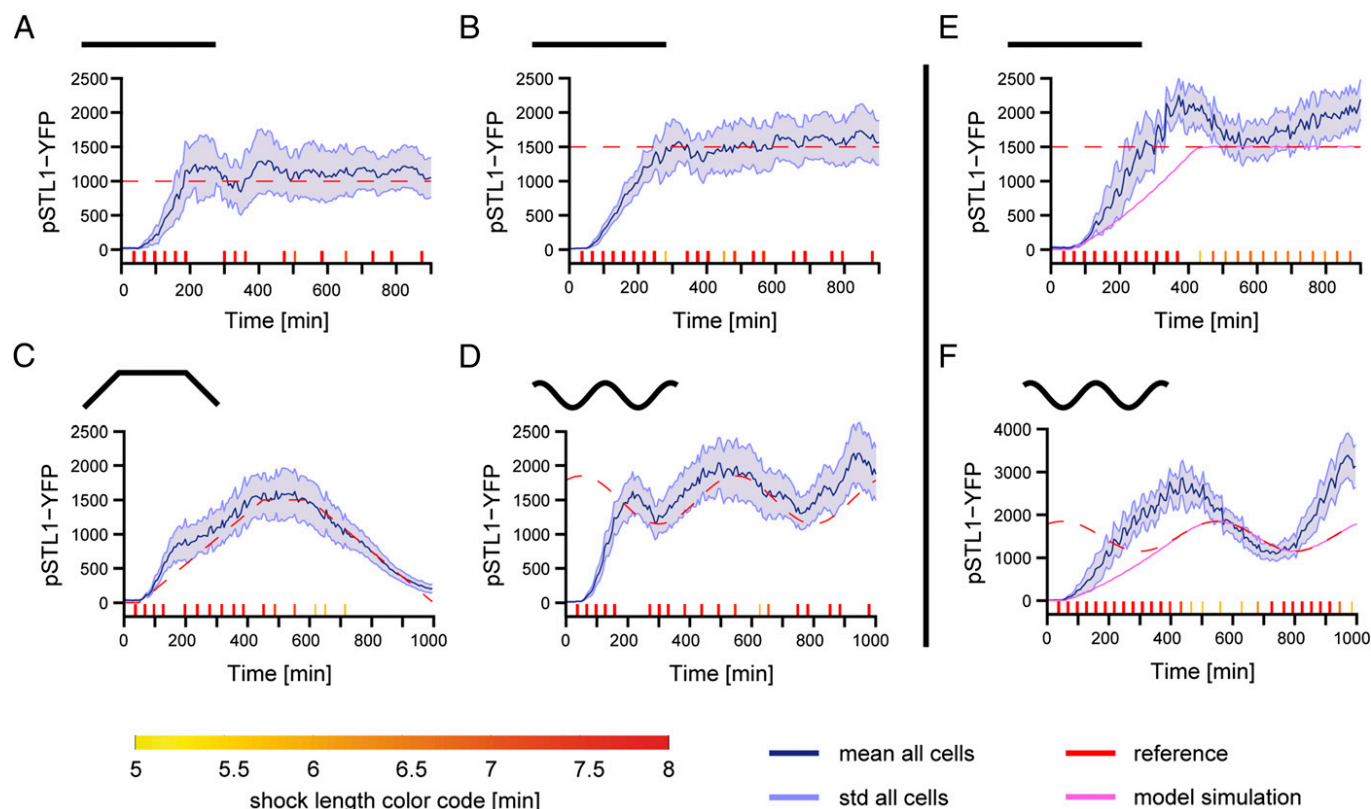 A
B
E
2500
2000
1500
1000
500
0
pSTL1−YFP
0 200 400 600 800
Time [min]
2500
2000
1500
1000
500
0
pSTL1−YFP
0 200 400 600 800
Time [min]
2500
2000
1500
1000
500
0
pSTL1−YFP
0 200 400 600 800
Time [min]
C
D
F
2500
2000
1500
1000
500
0
pSTL1−YFP
0 200 400 600 800 1000
Time [min]
2500
2000
1500
1000
500
0
pSTL1−YFP
0 200 400 600 800 1000
Time [min]
4000
3000
2000
1000
0
pSTL1−YFP
0 200 400 600 800 1000
Time [min]
5 5.5 6 6.5 7 7.5 8
shock length color code [min]
mean all cells
reference
std all cells
model simulation